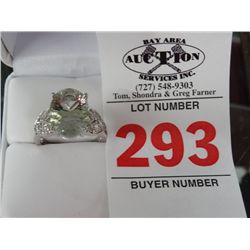 BAY AREA
AUCTION
SERVICES INC.
(727) 548-9303
Tom, Shondra & Greg Farner
LOT NUMBER
293
BUYER NUMBER